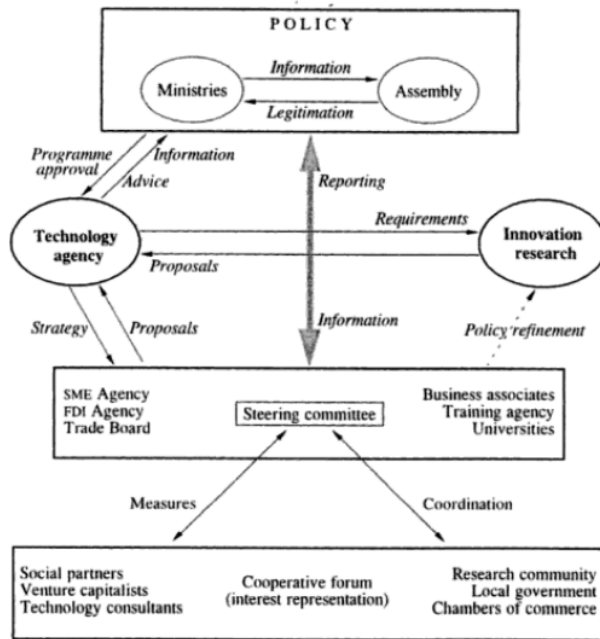 POLICY
Information
Ministries
Assembly
Legitimation
Programme
approval
Information
Advice
Reporting
Requirements
Technology
agency
Innovation
research
Proposals
Strategy
Proposals
Information
Policy refinement
SME Agency
FDI Agency
Trade Board
Steering committee
Business associates
Training agency
Universities
Measures
Coordination
Social partners
Venture capitalists
Technology consultants
Cooperative forum
(interest representation)
Research community
Local government
Chambers of commerce